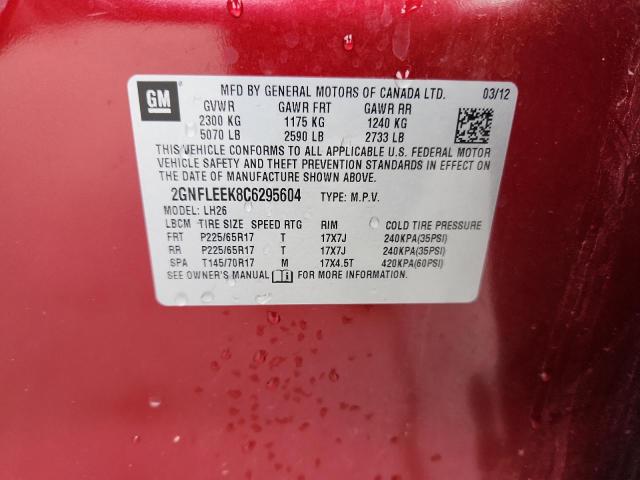 GM
MFD BY GENERAL MOTORS OF CANADA LTD. 03/12
GVWR GAWR FRT GAWR RR
2300 KG 1175 KG 1240 KG
5070 LB 2590 LB 2733 LB
THIS VEHICLE CONFORMS TO ALL APPLICABLE U.S. FEDERAL MOTOR
VEHICLE SAFETY AND THEFT PREVENTION STANDARDS IN EFFECT ON
THE DATE OF MANUFACTURE SHOWN ABOVE.
2GNFLEEK8C6295604 TYPE: M.P.V.
MODEL: LH26
LBCM TIRE SIZE SPEED RTG RIM COLD TIRE PRESSURE
FRT P225/65R17 T 17X7J 240KPA(35PSI)
RR P225/65R17 T 17X7J 240KPA(35PSI)
SPA T145/70R17 M 17X4.5T 420KPA(60PSI)
SEE OWNER'S MANUAL FOR MORE INFORMATION.